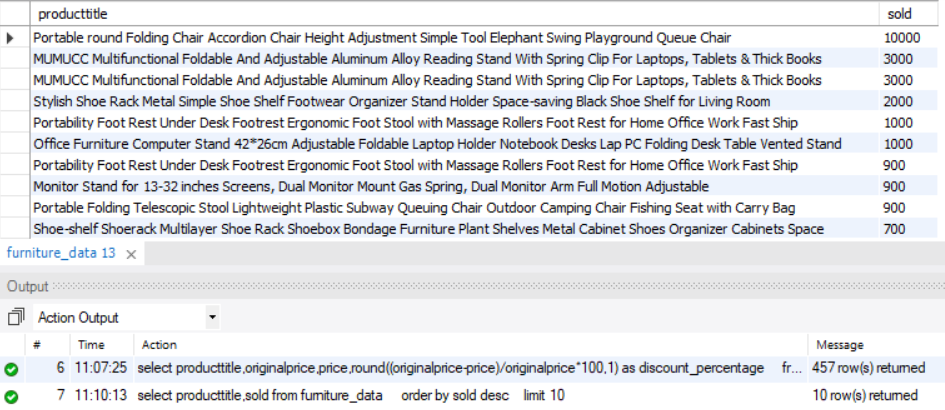 producttitle sold
Portable round Folding Chair Accordion Chair Height Adjustment Simple Tool Elephant Swing Playground Queue Chair 10000
MUMUCC Multifunctional Foldable And Adjustable Aluminum Alloy Reading Stand With Spring Clip For Laptops, Tablets & Thick Books 3000
MUMUCC Multifunctional Foldable And Adjustable Aluminum Alloy Reading Stand With Spring Clip For Laptops, Tablets & Thick Books 3000
Stylish Shoe Rack Metal Simple Shoe Shelf Footwear Organizer Stand Holder Space-saving Black Shoe Shelf for Living Room 2000
Portability Foot Rest Under Desk Footrest Ergonomic Foot Stool with Massage Rollers Foot Rest for Home Office Work Fast Ship 1000
Office Furniture Computer Stand 42*26cm Adjustable Foldable Laptop Holder Notebook Desks Lap PC Folding Desk Table Vented Stand 1000
Portability Foot Rest Under Desk Footrest Ergonomic Foot Stool with Massage Rollers Foot Rest for Home Office Work Fast Ship 900
Monitor Stand for 13-32 inches Screens, Dual Monitor Mount Gas Spring, Dual Monitor Arm Full Motion Adjustable 900
Portable Folding Telescopic Stool Lightweight Plastic Subway Queuing Chair Outdoor Camping Chair Fishing Seat with Carry Bag 900
Shoe-shelf Shoerack Multilayer Shoe Rack Shoebox Bondage Furniture Plant Shelves Metal Cabinet Shoes Organizer Cabinets Space 700
furniture_data 13
Output
Action Output
# Time Action Message
6 11:07:25 select producttitle,originalprice,price,round((originalprice-price)/originalprice*100,1) as discount_percentage fr... 457 row(s) returned
7 11:10:13 select producttitle,sold from furniture_data order by sold desc limit 10 10 row(s) returned